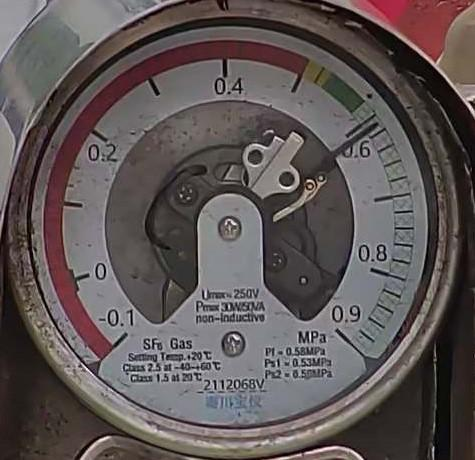 0.4
0.2
0.6
0
0.8
-0.1
0.9
Umax=250V
Pmax 30W/50VA
non-inductive
SF6 Gas
MPa
Setting Temp.+20℃
Class 2.5 at -40~+60℃
Class 1.5 at 20℃
Pf = 0.58MPa
Ps1 = 0.53MPa
Ps2 = 0.50MPa
2112068V